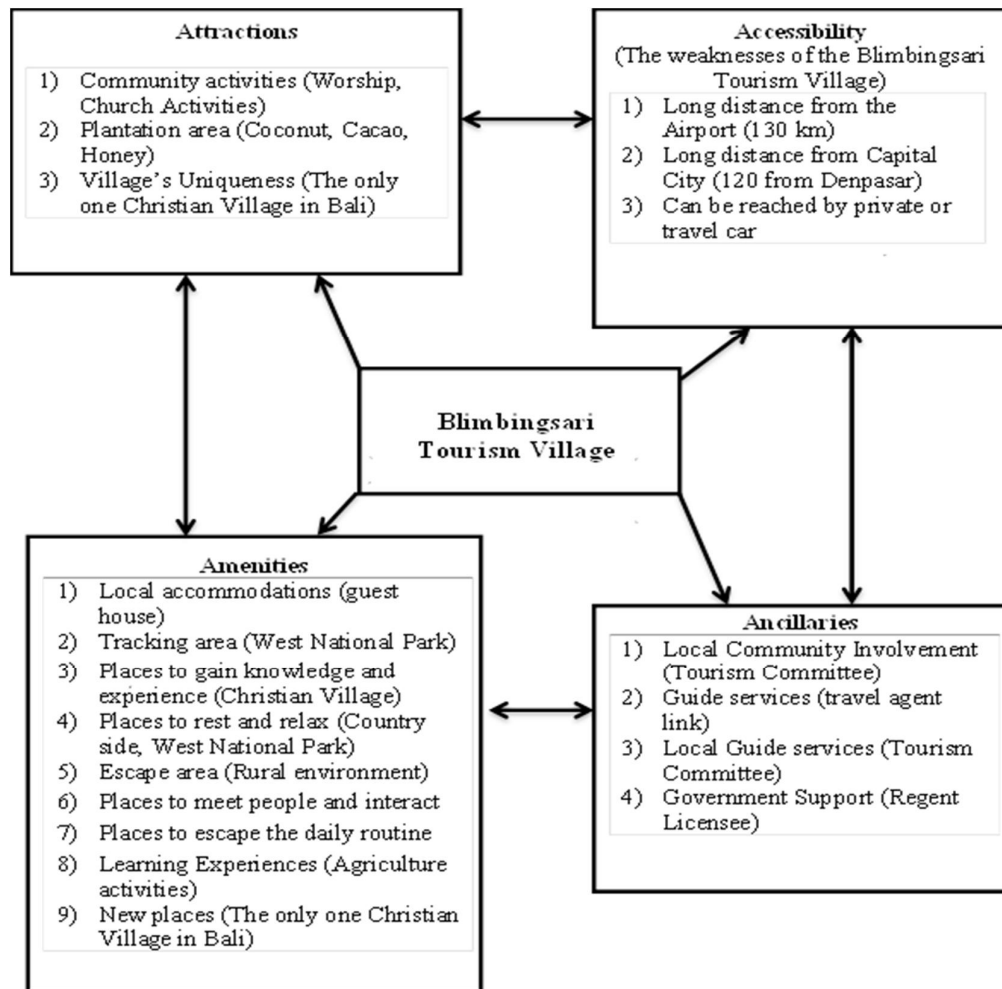 Attractions
1) Community activities (Worship,
Church Activities)
2) Plantation area (Coconut, Cacao,
Honey)
3) Village's Uniqueness (The only
one Christian Village in Bali)
Accessibility
(The weaknesses of the Blimbingsari
Tourism Village)
1) Long distance from the
Airport (130 km)
2) Long distance from Capital
City (120 from Denpasar)
3) Can be reached by private or
travel car
Blimbingsari
Tourism Village
Amenities
1) Local accommodations (guest
house)
2) Tracking area (West National Park)
3) Places to gain knowledge and
experience (Christian Village)
4) Places to rest and relax (Country
side, West National Park)
5) Escape area (Rural environment)
6) Places to meet people and interact
7) Places to escape the daily routine
8) Learning Experiences (Agriculture
activities)
9) New places (The only one Christian
Village in Bali)
Ancillaries
1) Local Community Involvement
(Tourism Committee)
2) Guide services (travel agent
link)
3) Local Guide services (Tourism
Committee)
4) Government Support (Regent
Licensee)